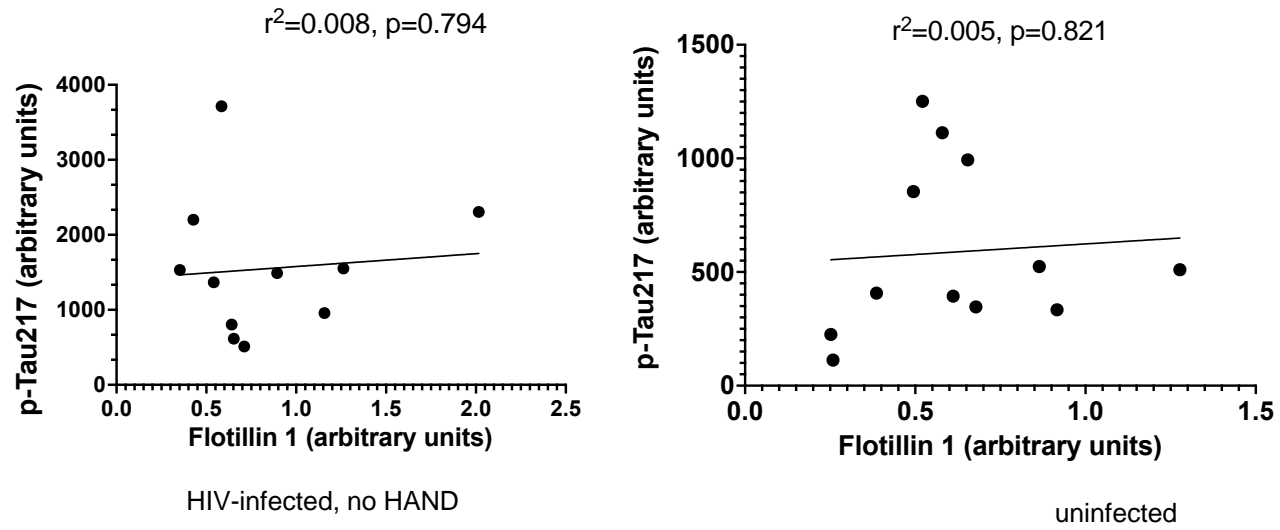 r²=0.008, p=0.794
p-Tau217 (arbitrary units)
4000
3000
2000
1000
0
0.0 0.5 1.0 1.5 2.0 2.5
Flotillin 1 (arbitrary units)
HIV-infected, no HAND
r²=0.005, p=0.821
p-Tau217 (arbitrary units)
1500
1000
500
0
0.0 0.5 1.0 1.5
Flotillin 1 (arbitrary units)
uninfected